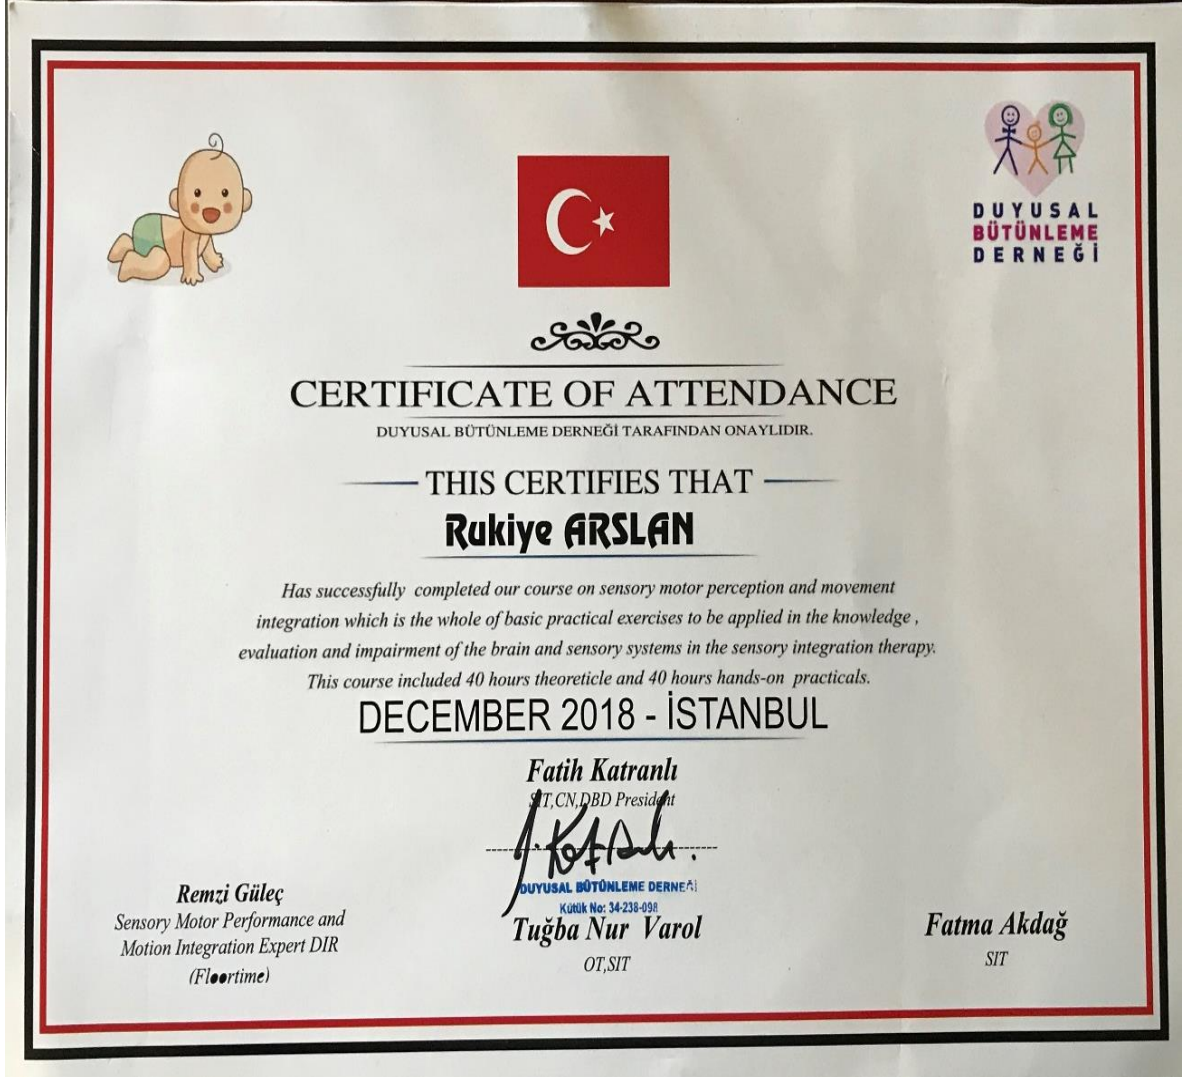 DUYUSAL
BÜTÜNLEME
DERNEĞİ
CERTIFICATE OF ATTENDANCE
DUYUSAL BÜTÜNLEME DERNEĞİ TARAFINDAN ONAYLIDIR.
THIS CERTIFIES THAT
Rukiye ARSLAN
Has successfully completed our course on sensory motor perception and movement
integration which is the whole of basic practical exercises to be applied in the knowledge ,
evaluation and impairment of the brain and sensory systems in the sensory integration therapy.
This course included 40 hours theoreticle and 40 hours hands-on practicals.
DECEMBER 2018 - İSTANBUL
Fatih Katranlı
SIT,CN,DBD President
DUYUSAL BÜTÜNLEME DERNEĞİ
Kütük No: 34-238-098
Remzi Güleç
Sensory Motor Performance and
Motion Integration Expert DIR
(Floortime)
Tuğba Nur Varol
OT,SIT
Fatma Akdağ
SIT